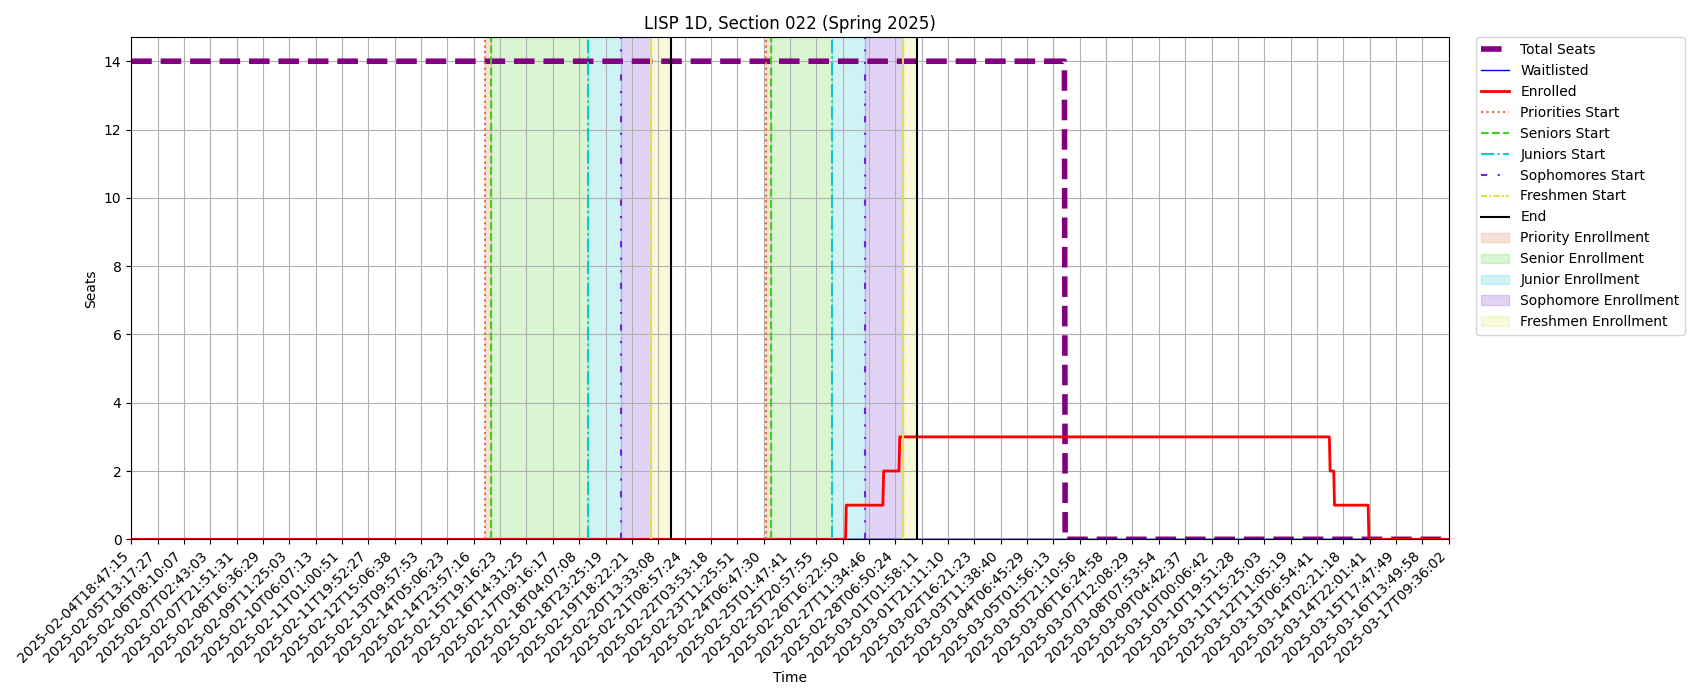 LISP 1D, Section 022 (Spring 2025)
Seats
14
12
10
8
6
4
2
0
2025-02-04T18:47:15
2025-02-05T13:17:27
2025-02-06T08:10:07
2025-02-07T02:43:03
2025-02-07T21:51:31
2025-02-08T16:36:29
2025-02-09T11:25:03
2025-02-10T06:07:13
2025-02-11T01:00:51
2025-02-11T19:52:27
2025-02-12T15:06:38
2025-02-13T09:57:53
2025-02-14T05:06:23
2025-02-14T23:57:16
2025-02-15T19:16:23
2025-02-16T14:31:25
2025-02-17T09:16:17
2025-02-18T04:07:08
2025-02-18T23:25:19
2025-02-19T18:22:21
2025-02-20T13:33:08
2025-02-21T08:57:24
2025-02-22T03:53:18
2025-02-23T11:25:51
2025-02-24T06:47:30
2025-02-25T01:47:41
2025-02-25T20:57:55
2025-02-26T16:22:50
2025-02-27T11:34:46
2025-02-28T06:50:24
2025-03-01T01:58:11
2025-03-01T21:11:10
2025-03-02T16:21:23
2025-03-03T11:38:40
2025-03-04T06:45:29
2025-03-05T01:56:13
2025-03-05T21:10:56
2025-03-06T16:24:58
2025-03-07T12:08:29
2025-03-08T07:53:54
2025-03-09T04:42:37
2025-03-10T00:06:42
2025-03-10T19:51:28
2025-03-11T15:25:03
2025-03-12T11:05:19
2025-03-13T06:54:41
2025-03-14T02:21:18
2025-03-14T22:01:41
2025-03-15T17:47:49
2025-03-16T13:49:58
2025-03-17T09:36:02
Time
Total Seats
Waitlisted
Enrolled
Priorities Start
Seniors Start
Juniors Start
Sophomores Start
Freshmen Start
End
Priority Enrollment
Senior Enrollment
Junior Enrollment
Sophomore Enrollment
Freshmen Enrollment